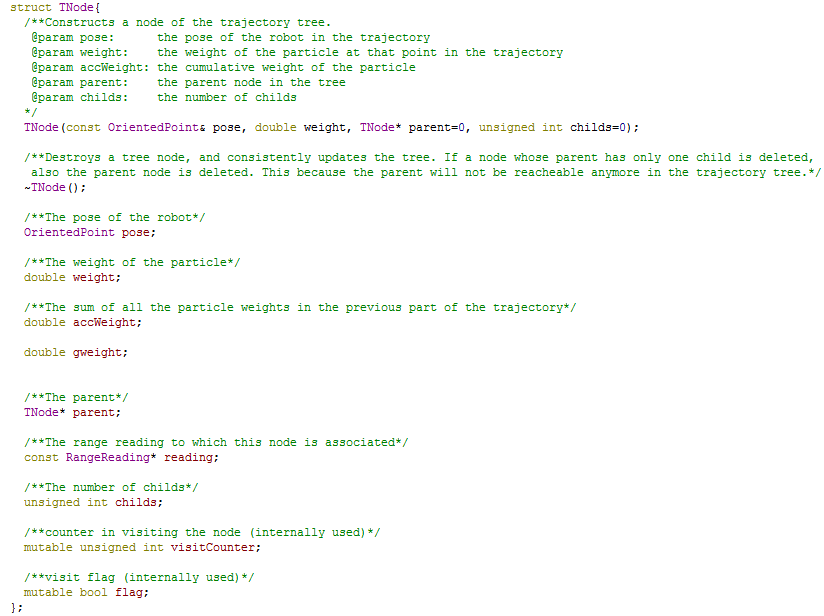 struct TNode{
/**Constructs a node of the trajectory tree.
@param pose:      the pose of the robot in the trajectory
@param weight:    the weight of the particle at that point in the trajectory
@param accWeight: the cumulative weight of the particle
@param parent:    the parent node in the tree
@param childs:    the number of childs
*/
TNode(const OrientedPoint& pose, double weight, TNode* parent=0, unsigned int childs=0);
/**Destroys a tree node, and consistently updates the tree. If a node whose parent has only one child is deleted,
also the parent node is deleted. This because the parent will not be reacheable anymore in the trajectory tree.*/
~TNode();
/**The pose of the robot*/
OrientedPoint pose;
/**The weight of the particle*/
double weight;
/**The sum of all the particle weights in the previous part of the trajectory*/
double accWeight;
double gweight;
/**The parent*/
TNode* parent;
/**The range reading to which this node is associated*/
const RangeReading* reading;
/**The number of childs*/
unsigned int childs;
/**counter in visiting the node (internally used)*/
mutable unsigned int visitCounter;
/**visit flag (internally used)*/
mutable bool flag;
};